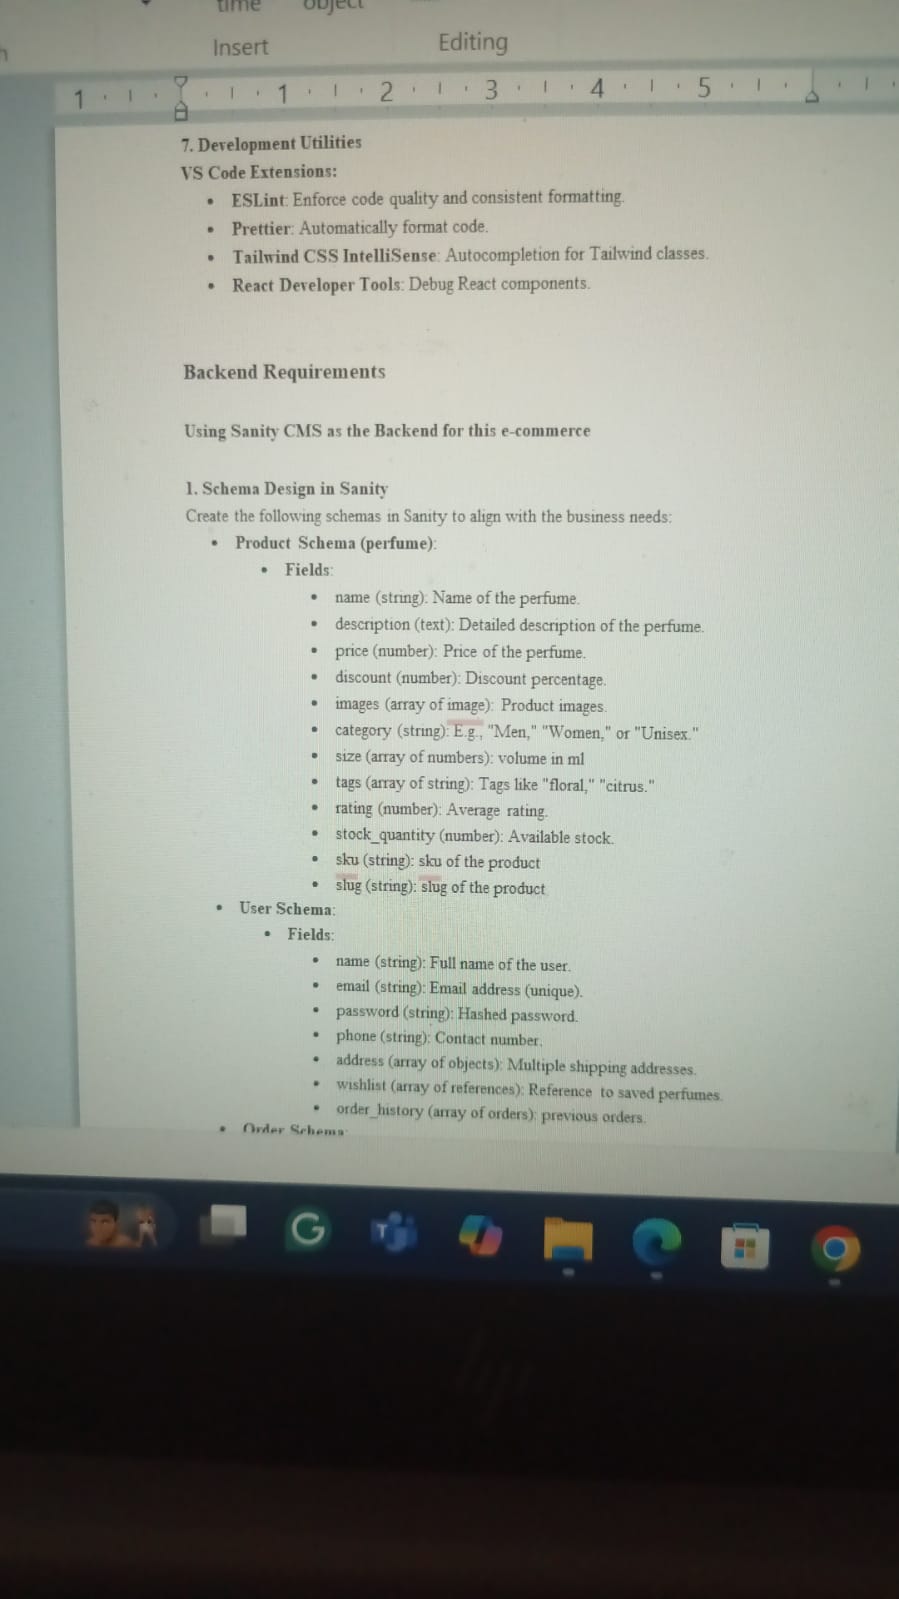 time object
Insert Editing
1 1 2 3 4 5
7. Development Utilities
VS Code Extensions:
• ESLint: Enforce code quality and consistent formatting.
• Prettier: Automatically format code.
• Tailwind CSS IntelliSense: Autocompletion for Tailwind classes.
• React Developer Tools: Debug React components.
Backend Requirements
Using Sanity CMS as the Backend for this e-commerce
1. Schema Design in Sanity
Create the following schemas in Sanity to align with the business needs:
• Product Schema (perfume):
• Fields:
• name (string): Name of the perfume.
• description (text): Detailed description of the perfume.
• price (number): Price of the perfume.
• discount (number): Discount percentage.
• images (array of image): Product images.
• category (string): E.g., "Men," "Women," or "Unisex."
• size (array of numbers): volume in ml
• tags (array of string): Tags like "floral," "citrus."
• rating (number): Average rating.
• stock_quantity (number): Available stock.
• sku (string): sku of the product
• slug (string): slug of the product
• User Schema:
• Fields:
• name (string): Full name of the user.
• email (string): Email address (unique).
• password (string): Hashed password.
• phone (string): Contact number.
• address (array of objects): Multiple shipping addresses.
• wishlist (array of references): Reference to saved perfumes.
• order_history (array of orders): previous orders.
• Order Schema:
G T
hp